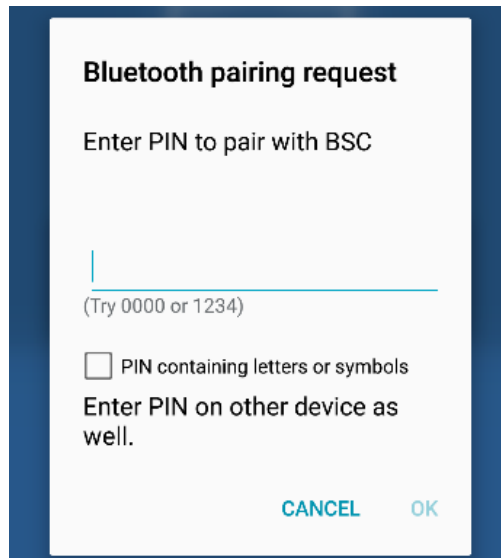 Bluetooth pairing request
Enter PIN to pair with BSC
(Try 0000 or 1234)
PIN containing letters or symbols
Enter PIN on other device as
well.
CANCEL OK